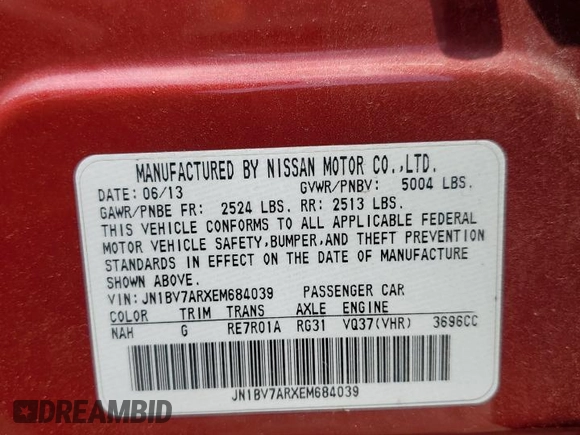 MANUFACTURED BY NISSAN MOTOR CO.,LTD.
DATE: 06/13 GVWR/PNBV: 5004 LBS.
GAWR/PNBE FR: 2524 LBS. RR: 2513 LBS.
THIS VEHICLE CONFORMS TO ALL APPLICABLE FEDERAL
MOTOR VEHICLE SAFETY,BUMPER,AND THEFT PREVENTION
STANDARDS IN EFFECT ON THE DATE OF MANUFACTURE
SHOWN ABOVE.
VIN: JN1BV7ARXEM684039 PASSENGER CAR
COLOR TRIM TRANS AXLE ENGINE
NAH G RE7R01A RG31 VQ37(VHR) 3696CC
JN1BV7ARXEM684039
DREAMBID